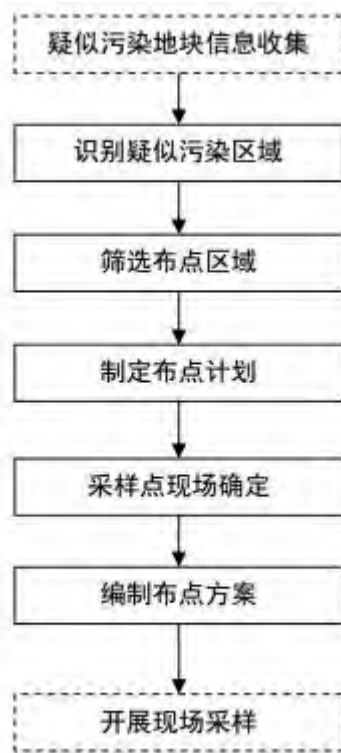 疑似污染地块信息收集
识别疑似污染区域
筛选布点区域
制定布点计划
采样点现场确定
编制布点方案
开展现场采样